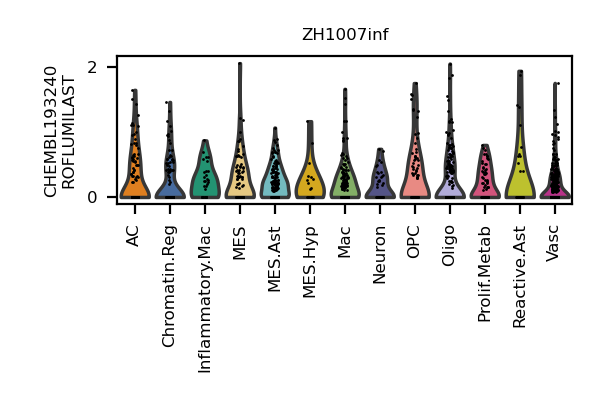 ZH1007inf
CHEMBL193240
ROFLUMILAST
2
0
AC
Chromatin.Reg
Inflammatory.Mac
MES
MES.Ast
MES.Hyp
Mac
Neuron
OPC
Oligo
Prolif.Metab
Reactive.Ast
Vasc